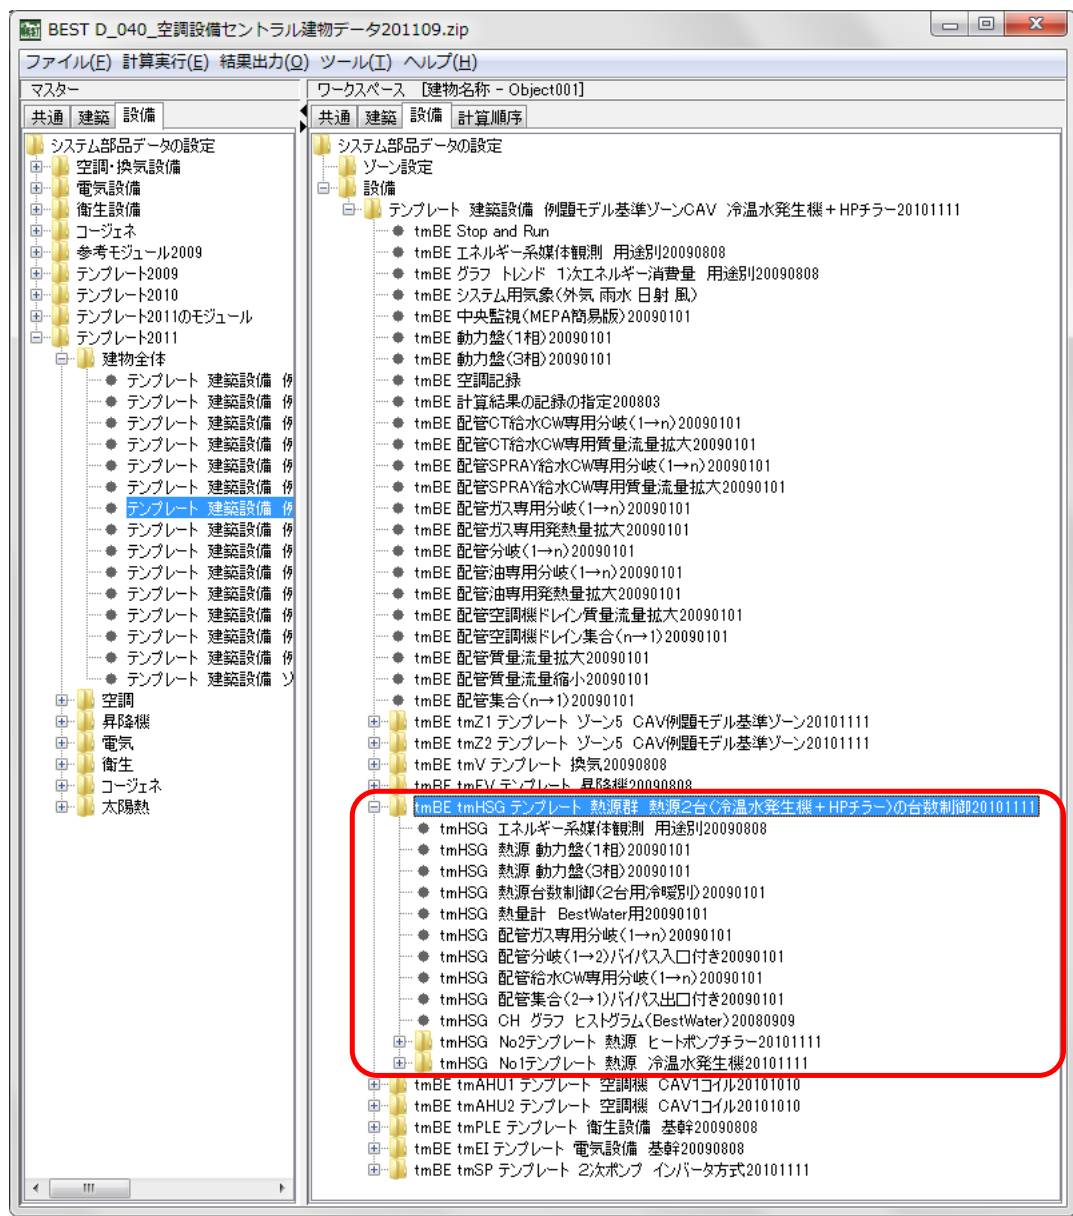 BEST D_040_空調設備セントラル建物データ201109.zip
ファイル(F) 計算実行(E) 結果出力(O) ツール(T) ヘルプ(H)
マスター
共通 建築 設備
システム部品データの設定
空調・換気設備
電気設備
衛生設備
コージェネ
参考モジュール2009
テンプレート2009
テンプレート2010
テンプレート2011のモジュール
テンプレート2011
建物全体
テンプレート 建築設備 例
テンプレート 建築設備 例
テンプレート 建築設備 例
テンプレート 建築設備 例
テンプレート 建築設備 例
テンプレート 建築設備 例
テンプレート 建築設備 例
テンプレート 建築設備 例
テンプレート 建築設備 例
テンプレート 建築設備 例
テンプレート 建築設備 例
テンプレート 建築設備 例
テンプレート 建築設備 例
テンプレート 建築設備 例
テンプレート 建築設備 ソ
空調
昇降機
電気
衛生
コージェネ
太陽熱
ワークスペース [建物名称 - Object001]
共通 建築 設備 計算順序
システム部品データの設定
ゾーン設定
設備
テンプレート 建築設備 例題モデル基準ゾーンCAV 冷温水発生機+HPチラー20101111
tmBE Stop and Run
tmBE エネルギー系媒体観測 用途別20090808
tmBE グラフ トレンド 1次エネルギー消費量 用途別20090808
tmBE システム用気象(外気 雨水 日射 風)
tmBE 中央監視(MEPA簡易版)20090101
tmBE 動力盤(1相)20090101
tmBE 動力盤(3相)20090101
tmBE 空調記録
tmBE 計算結果の記録の指定200803
tmBE 配管CT給水CW専用分岐(1→n)20090101
tmBE 配管CT給水CW専用質量流量拡大20090101
tmBE 配管SPRAY給水CW専用分岐(1→n)20090101
tmBE 配管SPRAY給水CW専用質量流量拡大20090101
tmBE 配管ガス専用分岐(1→n)20090101
tmBE 配管ガス専用発熱量拡大20090101
tmBE 配管分岐(1→n)20090101
tmBE 配管油専用分岐(1→n)20090101
tmBE 配管油専用発熱量拡大20090101
tmBE 配管空調機ドレイン質量流量拡大20090101
tmBE 配管空調機ドレイン集合(n→1)20090101
tmBE 配管質量流量拡大20090101
tmBE 配管質量流量縮小20090101
tmBE 配管集合(n→1)20090101
tmBE tmZ1 テンプレート ゾーン5 CAV例題モデル基準ゾーン20101111
tmBE tmZ2 テンプレート ゾーン5 CAV例題モデル基準ゾーン20101111
tmBE tmV テンプレート 換気20090808
tmBE tmEV テンプレート 昇降機20090808
tmBE tmHSG テンプレート 熱源群 熱源2台(冷温水発生機+HPチラー)の台数制御20101111
tmHSG エネルギー系媒体観測 用途別20090808
tmHSG 熱源 動力盤(1相)20090101
tmHSG 熱源 動力盤(3相)20090101
tmHSG 熱源台数制御(2台用冷暖別)20090101
tmHSG 熱量計 BestWater用20090101
tmHSG 配管ガス専用分岐(1→n)20090101
tmHSG 配管分岐(1→2)バイパス入口付き20090101
tmHSG 配管給水CW専用分岐(1→n)20090101
tmHSG 配管集合(2→1)バイパス出口付き20090101
tmHSG CH グラフ ヒストグラム(BestWater)20080909
tmHSG No2テンプレート 熱源 ヒートポンプチラー20101111
tmHSG No1テンプレート 熱源 冷温水発生機20101111
tmBE tmAHU1 テンプレート 空調機 CAV1コイル20101010
tmBE tmAHU2 テンプレート 空調機 CAV1コイル20101010
tmBE tmPLE テンプレート 衛生設備 基幹20090808
tmBE tmEI テンプレート 電気設備 基幹20090808
tmBE tmSP テンプレート 2次ポンプ インバータ方式20101111